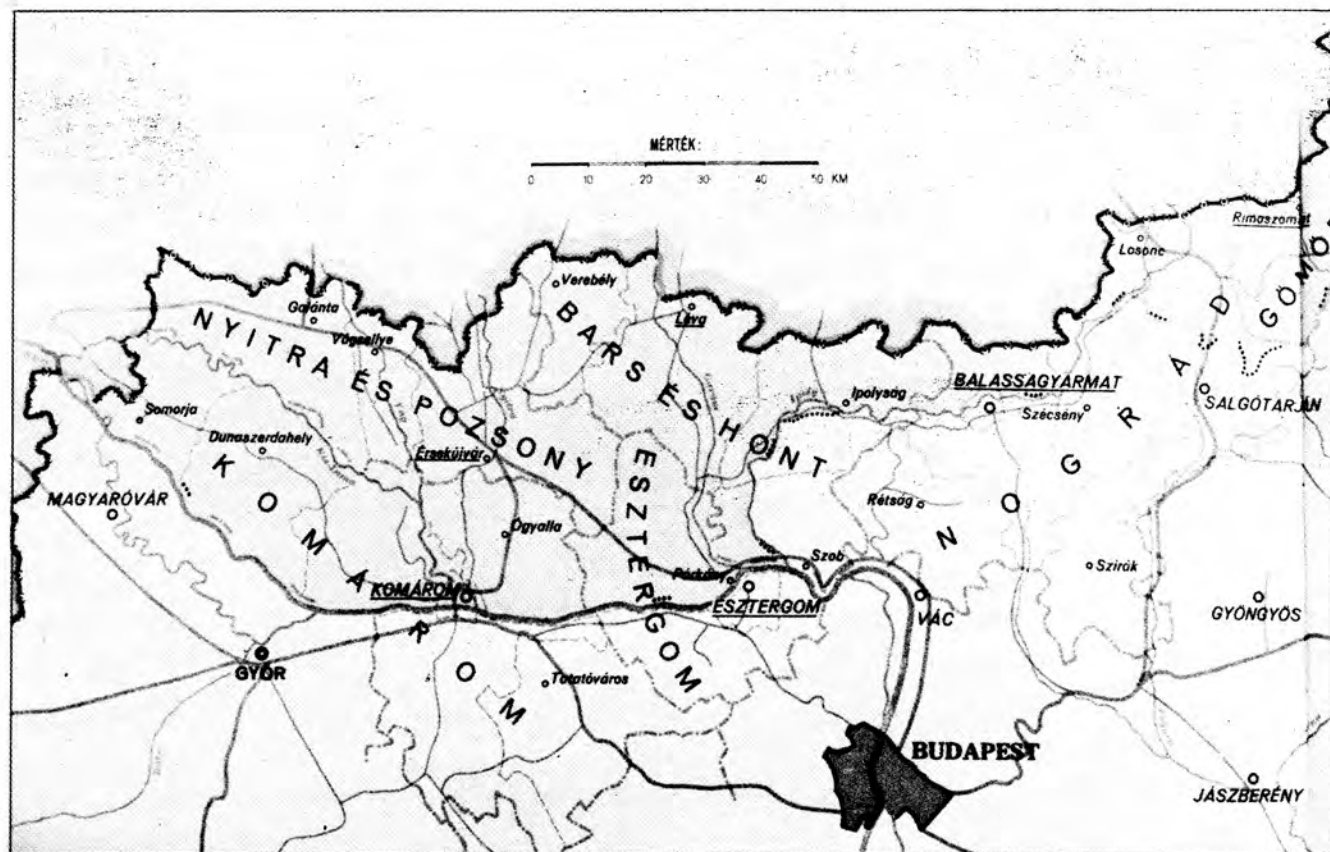 MÉRTÉK:
0 10 20 30 40 50 KM
Rimaszombat
Losonc
Verebély
Galánta
Léva
Vágsellye
NYITRA ÉS POZSONY
BARS ÉS HONT
Ipolyság
BALASSAGYARMAT
Szécsény
SALGÓTARJÁN
Somorja
Dunaszerdahely
Érsekújvár
MAGYARÓVÁR
Ógyalla
Rétság
Szob
Párkány
Szirák
KOMÁROM
KOMÁROM
ESZTERGOM
ESZTERGOM
NÓGRÁD
GÖMÖ
VÁC
GYÖNGYÖS
GYŐR
Tatatóváros
BUDAPEST
JÁSZBERÉNY